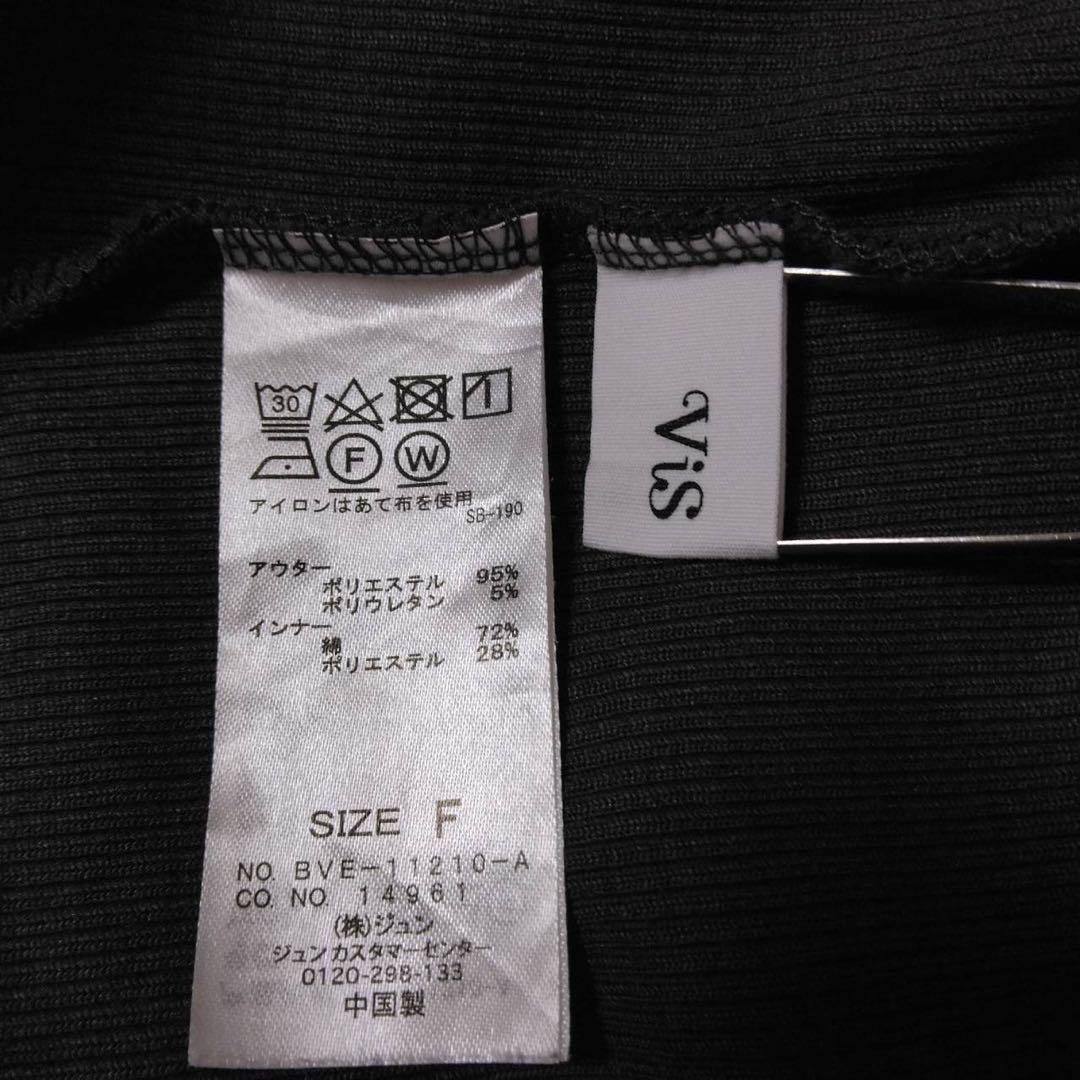 30
F W
アイロンはあて布を使用
SB-190
アウター
ポリエステル 95%
ポリウレタン 5%
インナー
綿 72%
ポリエステル 28%
SIZE F
NO. BVE-11210-A
CO. NO. 14961
(株)ジュン
ジュンカスタマーセンター
0120-298-133
中国製
ViS